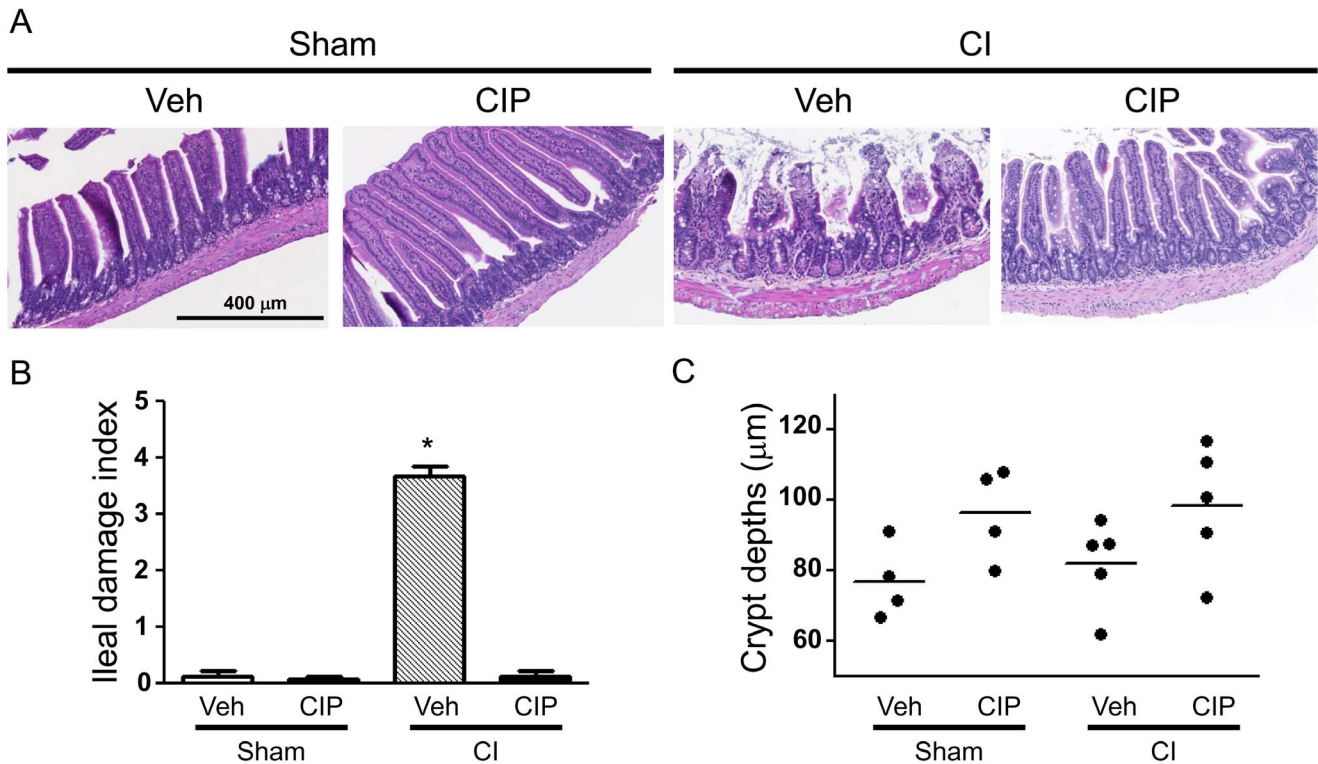 A
Sham
CI
Veh
CIP
Veh
CIP
400 μm
B
Ileal damage index
5
4
3
2
1
0
*
Veh
CIP
Veh
CIP
Sham
CI
C
Crypt depths (μm)
120
100
80
60
Veh
CIP
Veh
CIP
Sham
CI